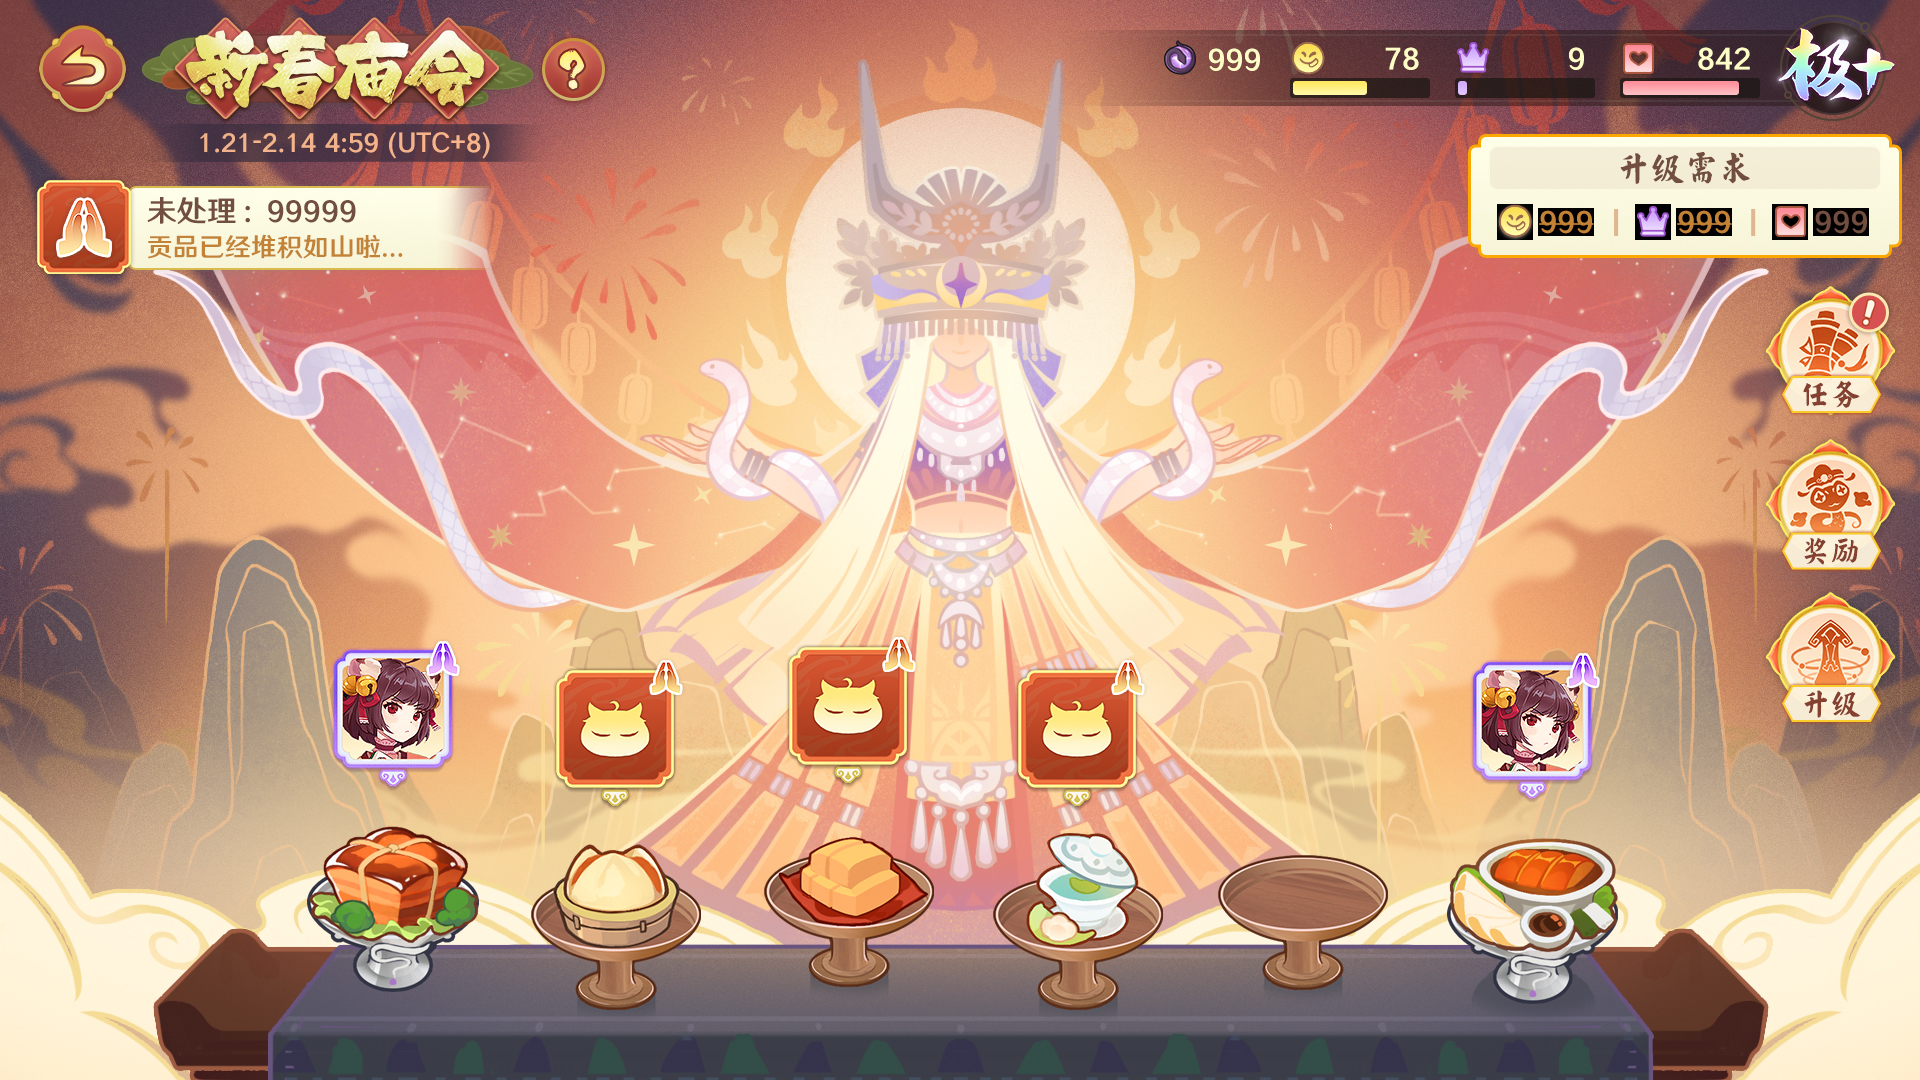 新春庙会
?
999
78
9
842
极+
1.21-2.14 4:59 (UTC+8)
未处理：99999
贡品已经堆积如山啦...
升级需求
999 | 999 | 999
!
任务
奖励
升级